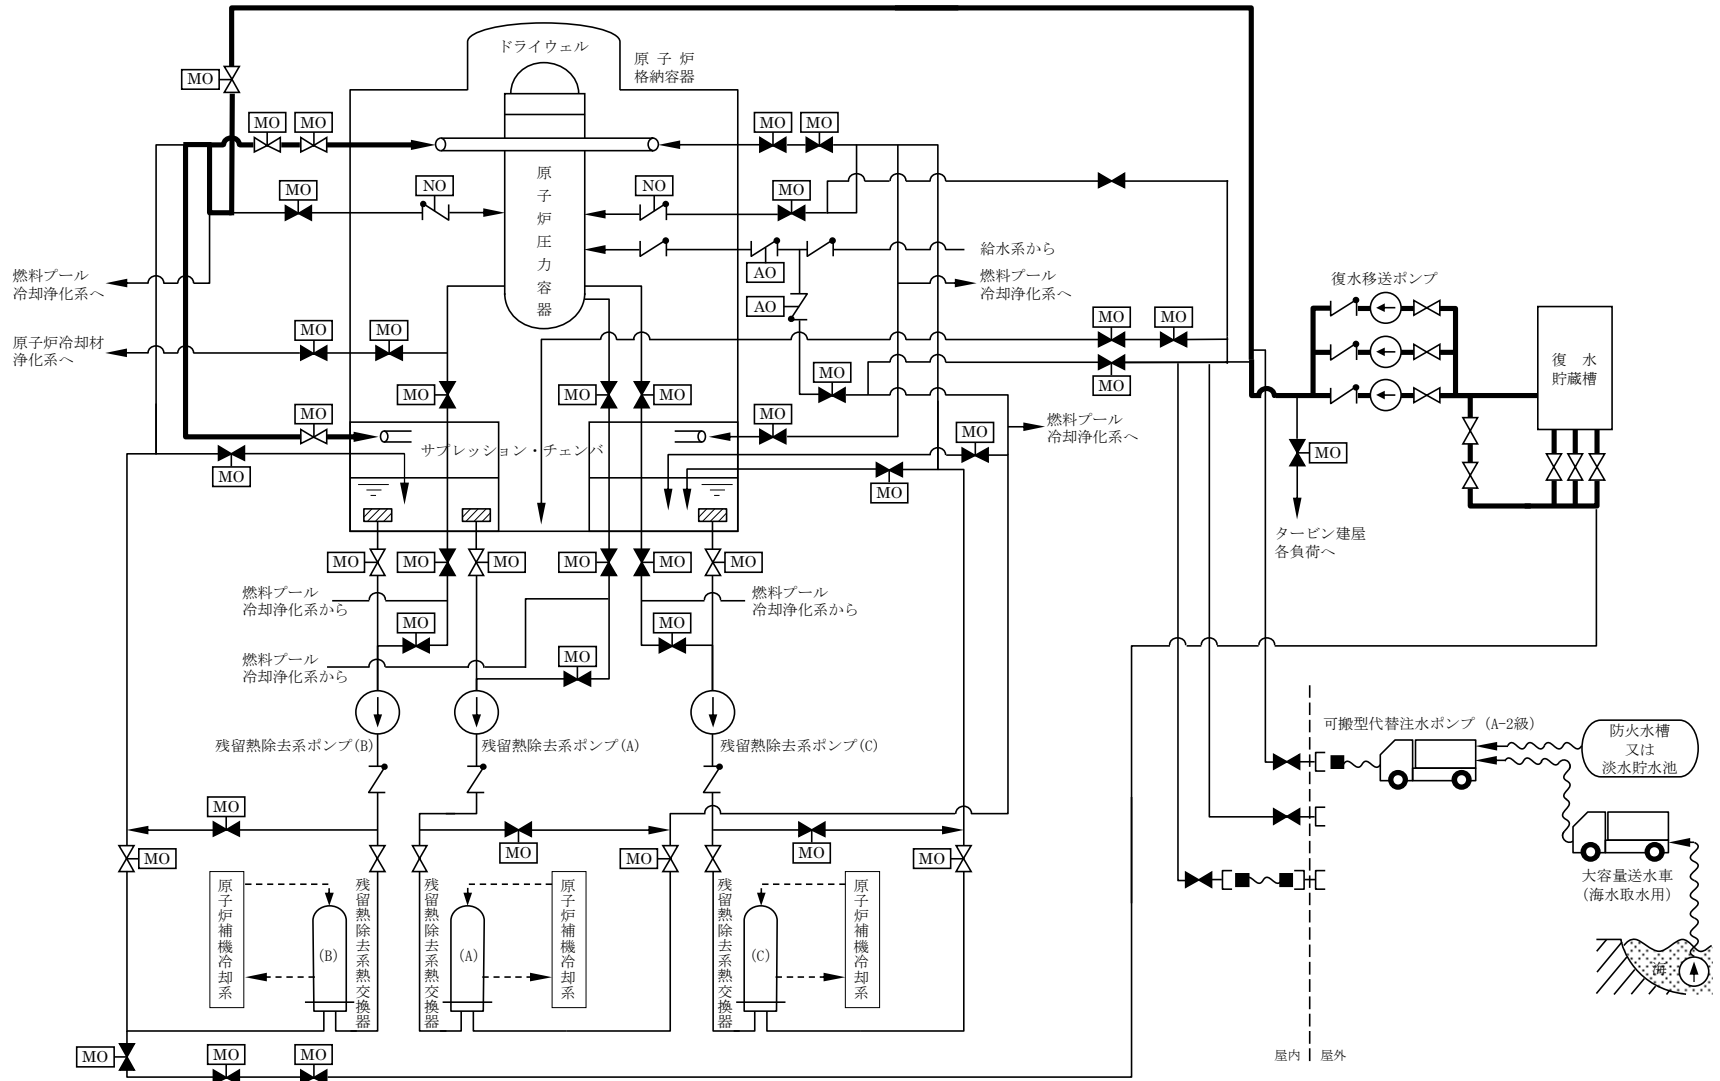 ドライウェル
原 子 炉
格納容器
MO
MO
MO
MO
MO
MO
NO
NO
MO
原子炉圧力容器
給水系から
AO
燃料プール
冷却浄化系へ
燃料プール
冷却浄化系へ
AO
復水移送ポンプ
MO
MO
原子炉冷却材
浄化系へ
MO
MO
復 水
貯蔵槽
MO
MO
MO
MO
MO
MO
MO
燃料プール
冷却浄化系へ
サプレッション・チェンバ
MO
MO
MO
MO
タービン建屋
各負荷へ
MO
MO
MO
MO
MO
燃料プール
冷却浄化系から
燃料プール
冷却浄化系から
MO
MO
燃料プール
冷却浄化系から
MO
残留熱除去系ポンプ(B)
残留熱除去系ポンプ(A)
残留熱除去系ポンプ(C)
可搬型代替注水ポンプ (A-2級)
防火水槽
又は
淡水貯水池
MO
MO
MO
MO
MO
MO
大容量送水車
(海水取水用)
原子炉補機冷却系
(B)
残留熱除去系熱交換器
残留熱除去系熱交換器
(A)
原子炉補機冷却系
残留熱除去系熱交換器
(C)
原子炉補機冷却系
海
MO
MO
MO
屋内
屋外